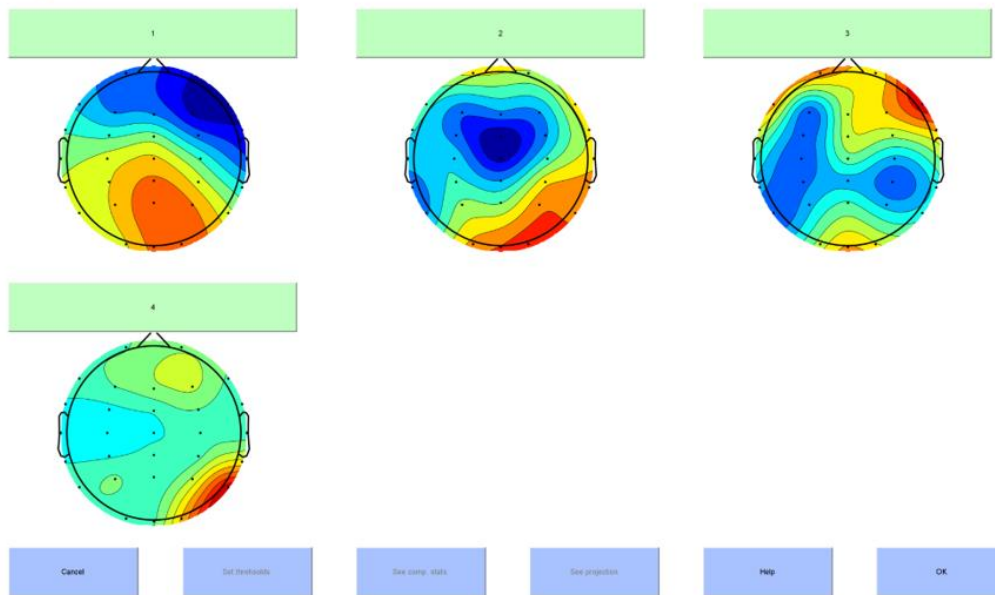 1
2
3
4
Cancel
Set thresholds
See comp. stats.
See projection
Help
OK